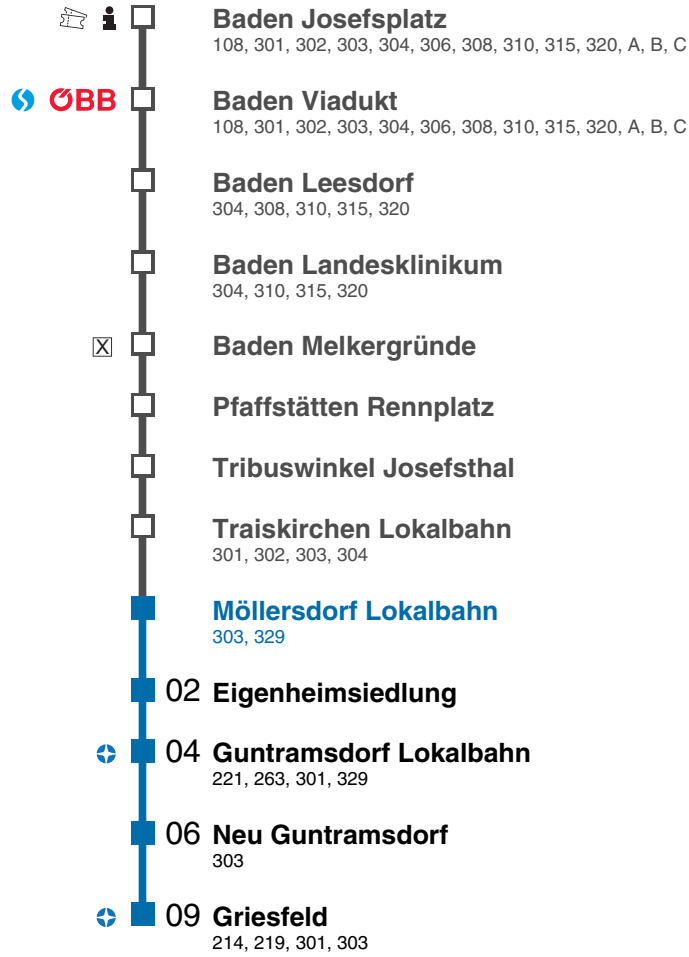 Baden Josefsplatz
108, 301, 302, 303, 304, 306, 308, 310, 315, 320, A, B, C
ÖBB Baden Viadukt
108, 301, 302, 303, 304, 306, 308, 310, 315, 320, A, B, C
Baden Leesdorf
304, 308, 310, 315, 320
Baden Landesklinikum
304, 310, 315, 320
X Baden Melkergründe
Pfaffstätten Rennplatz
Tribuswinkel Josefsthal
Traiskirchen Lokalbahn
301, 302, 303, 304
Möllersdorf Lokalbahn
303, 329
02 Eigenheimsiedlung
04 Guntramsdorf Lokalbahn
221, 263, 301, 329
06 Neu Guntramsdorf
303
09 Griesfeld
214, 219, 301, 303